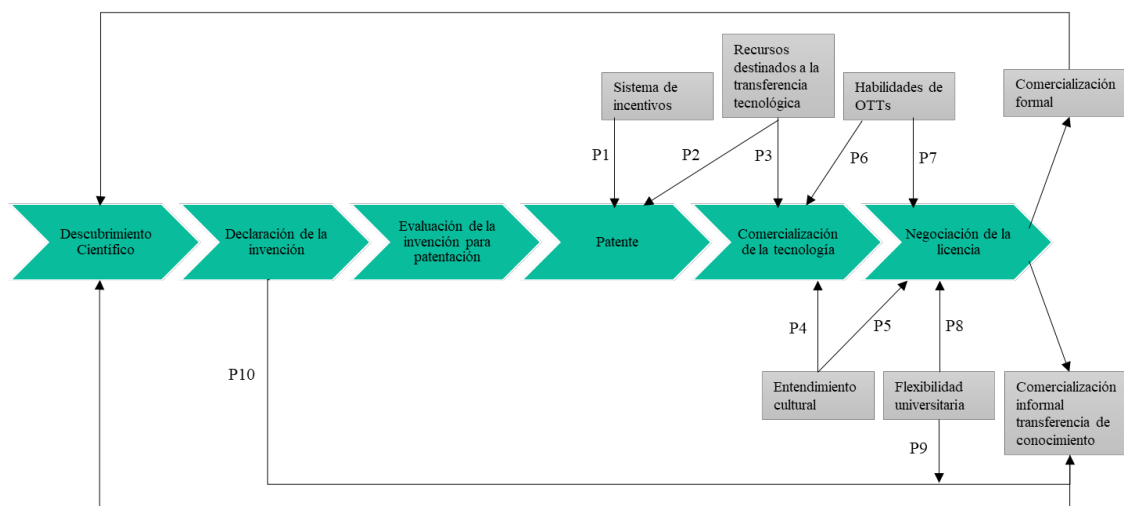 Sistema de
incentivos
Recursos
destinados a la
transferencia
tecnológica
Habilidades de
OTTs
Comercialización
formal
P1
P2
P3
P6
P7
Descubrimiento
Científico
Declaración de la
invención
Evaluación de la
invención para
patentación
Patente
Comercialización
de la tecnología
Negociación de la
licencia
P4
P5
P8
P10
Entendimiento
cultural
Flexibilidad
universitaria
Comercialización
informal
transferencia de
conocimiento
P9